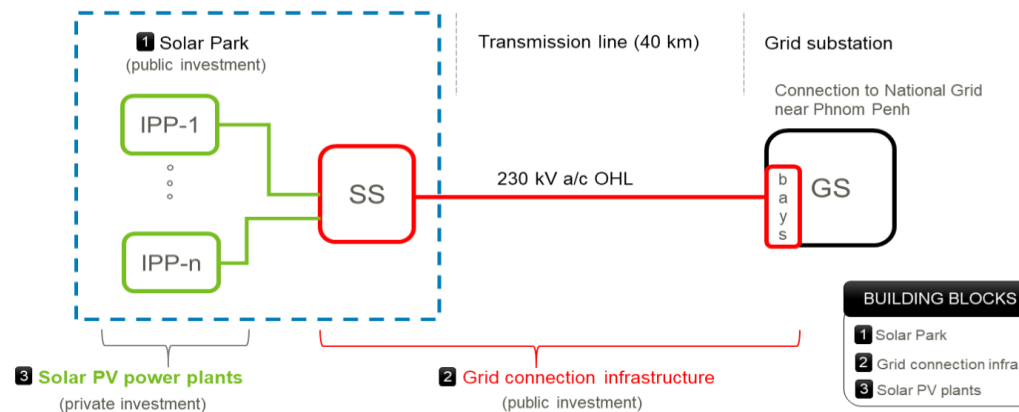 1 Solar Park
(public investment)
Transmission line (40 km)
Grid substation
Connection to National Grid
near Phnom Penh
IPP-1
SS
230 kV a/c OHL
bays
GS
IPP-n
BUILDING BLOCKS
1 Solar Park
2 Grid connection infra
3 Solar PV plants
3 Solar PV power plants
(private investment)
2 Grid connection infrastructure
(public investment)